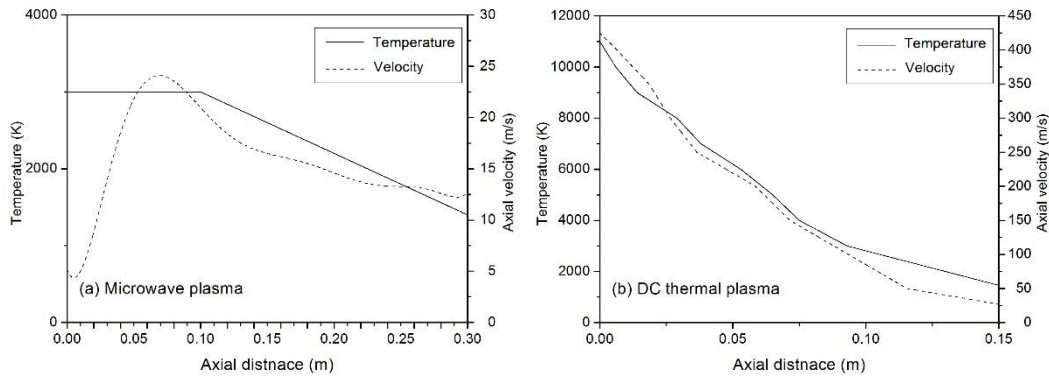 4000
2000
0
Temperature (K)
30
25
20
15
10
5
0
Axial velocity (m/s)
Temperature
Velocity
(a) Microwave plasma
0.00 0.05 0.10 0.15 0.20 0.25 0.30
Axial distnace (m)
12000
10000
8000
6000
4000
2000
0
Temperature (K)
450
400
350
300
250
200
150
100
50
0
Axial velocity (m/s)
Temperature
Velocity
(b) DC thermal plasma
0.00 0.05 0.10 0.15
Axial distnace (m)